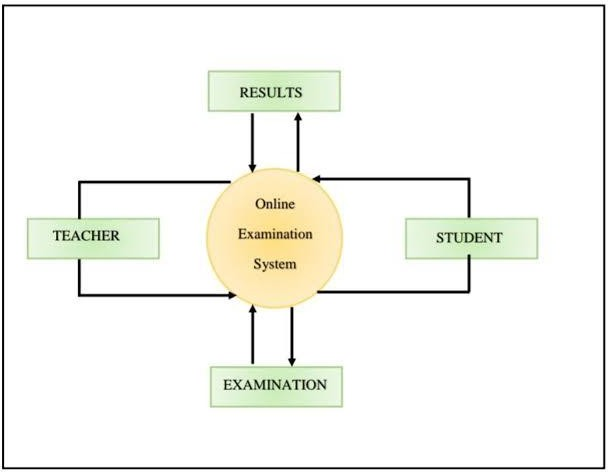 RESULTS
Online
Examination
System
TEACHER
STUDENT
EXAMINATION